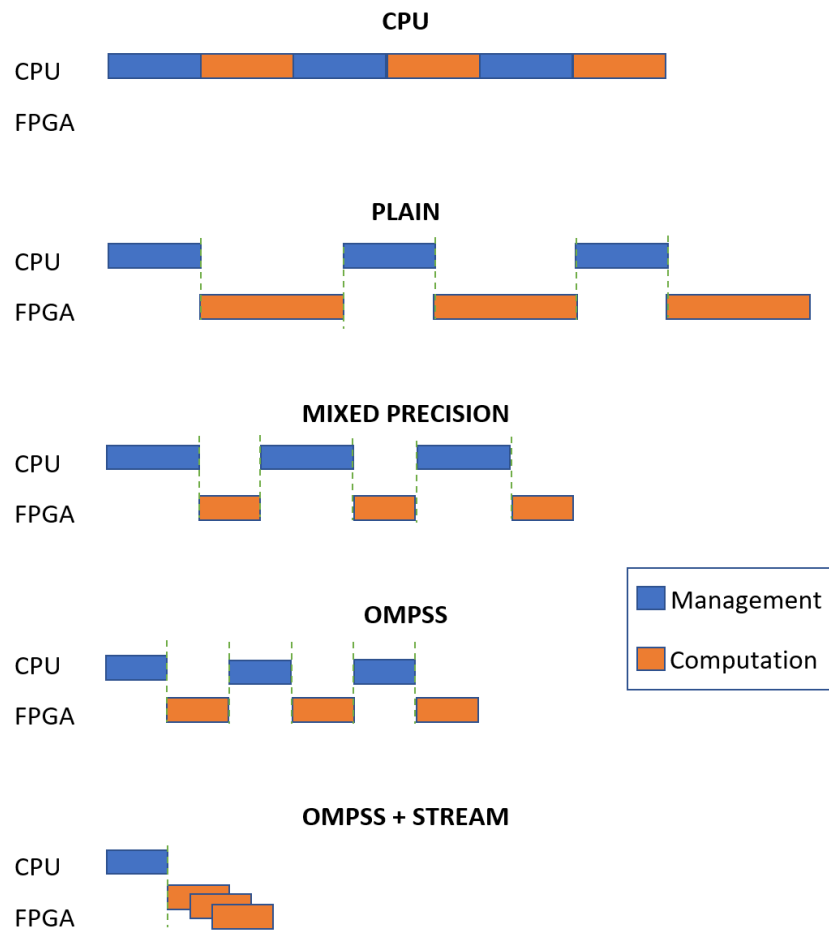 CPU
CPU
FPGA
PLAIN
CPU
FPGA
MIXED PRECISION
CPU
FPGA
OMPSS
CPU
FPGA
Management
Computation
OMPSS + STREAM
CPU
FPGA